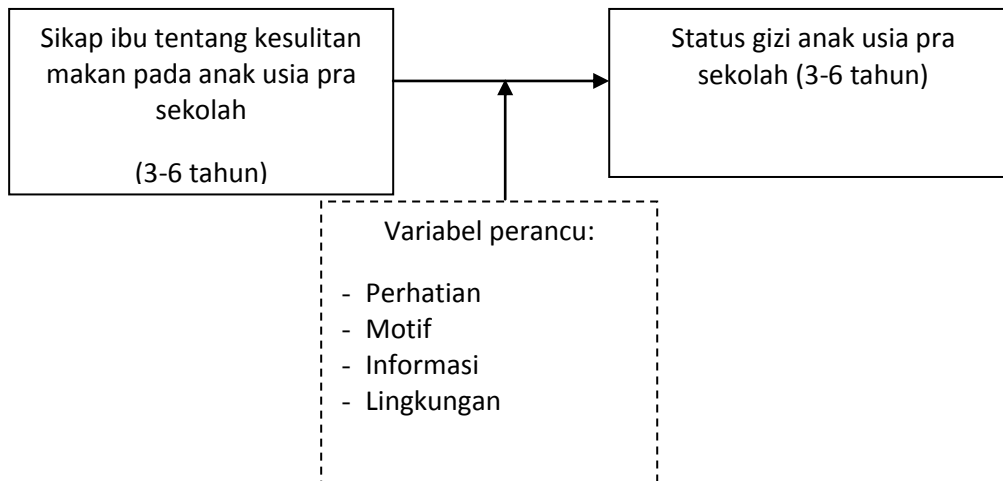 Sikap ibu tentang kesulitan
makan pada anak usia pra
sekolah
(3-6 tahun)
Status gizi anak usia pra
sekolah (3-6 tahun)
Variabel perancu:
- Perhatian
- Motif
- Informasi
- Lingkungan